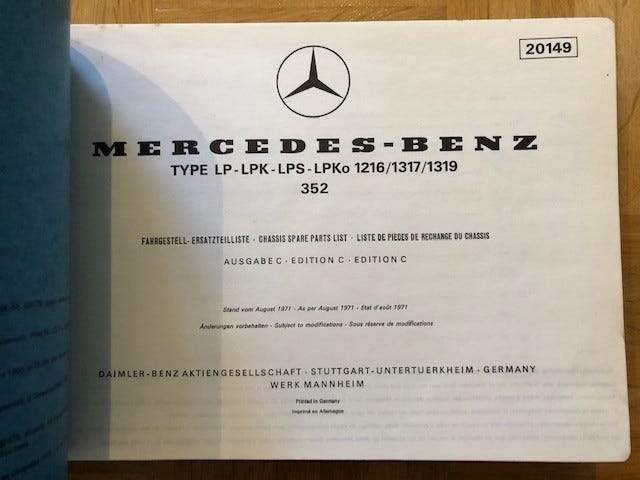 20149
MERCEDES-BENZ
TYPE LP-LPK-LPS-LPKo 1216/1317/1319
352
FAHRGESTELL-ERSATZTEILLISTE · CHASSIS SPARE PARTS LIST · LISTE DE PIECES DE RECHANGE DU CHASSIS
AUSGABE C · EDITION C · EDITION C
Stand vom August 1971 - As per August 1971 - Etat d'août 1971
Änderungen vorbehalten - Subject to modifications - Sous réserve de modifications
DAIMLER-BENZ AKTIENGESELLSCHAFT · STUTTGART-UNTERTUERKHEIM · GERMANY
WERK MANNHEIM
Printed in Germany
Imprimé en Allemagne